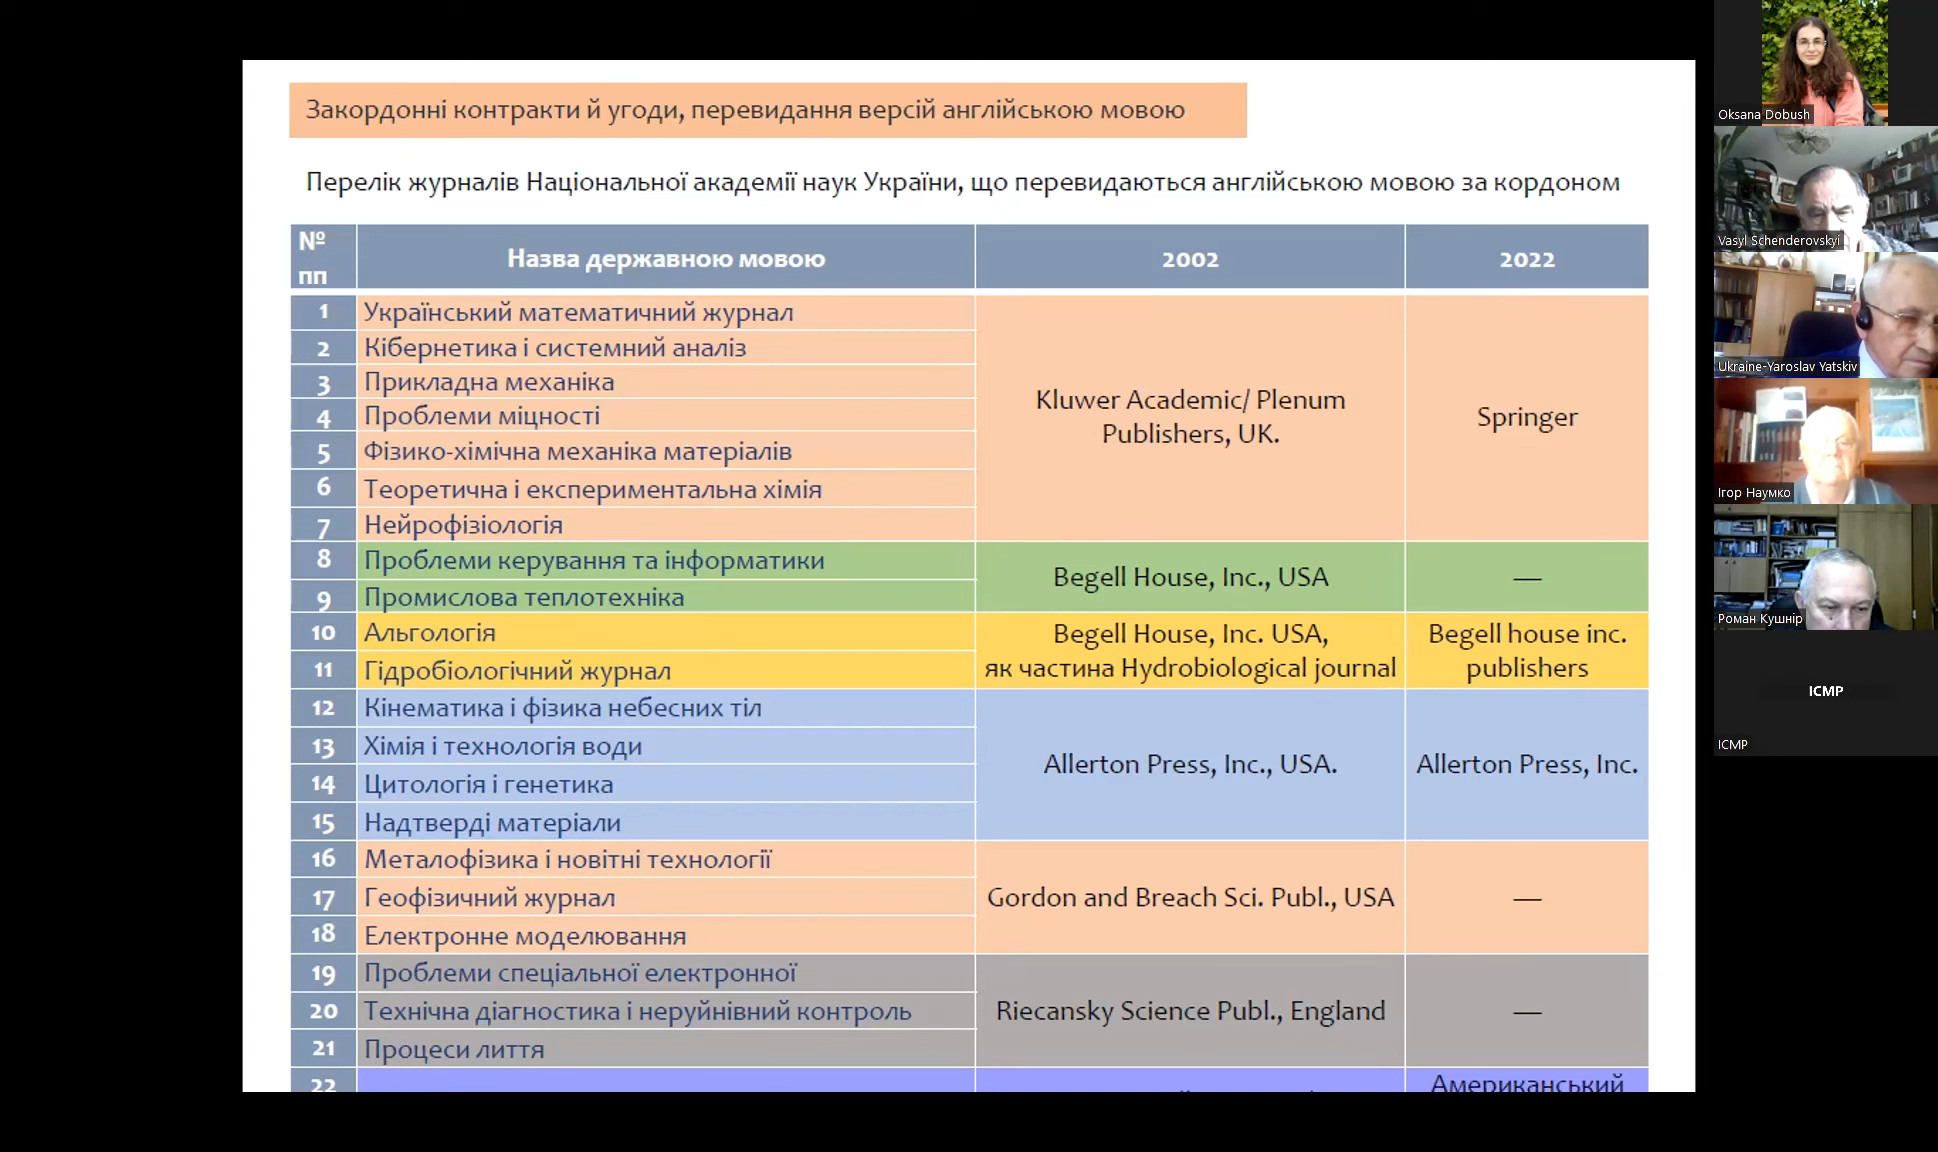 Закордонні контракти й угоди, перевидання версій англійською мовою
Перелік журналів Національної академії наук України, що перевидаються англійською мовою за кордоном
№ пп
Назва державною мовою
2002
2022
1
Український математичний журнал
2
Кібернетика і системний аналіз
3
Прикладна механіка
4
Проблеми міцності
5
Фізико-хімічна механіка матеріалів
6
Теоретична і експериментальна хімія
7
Нейрофізіологія
Kluwer Academic/ Plenum
Publishers, UK.
Springer
8
Проблеми керування та інформатики
9
Промислова теплотехніка
Begell House, Inc., USA
—
10
Альгологія
11
Гідробіологічний журнал
Begell House, Inc. USA,
як частина Hydrobiological journal
Begell house inc.
publishers
12
Кінематика і фізика небесних тіл
13
Хімія і технологія води
14
Цитологія і генетика
15
Надтверді матеріали
Allerton Press, Inc., USA.
Allerton Press, Inc.
16
Металофізика і новітні технології
17
Геофізичний журнал
18
Електронне моделювання
Gordon and Breach Sci. Publ., USA
—
19
Проблеми спеціальної електронної
20
Технічна діагностика і неруйнівний контроль
21
Процеси лиття
Riecansky Science Publ., England
—
22
Американський
Oksana Dobush
Vasyl Schenderovskyi
Ukraine-Yaroslav Yatskiv
Ігор Наумко
Роман Кушнір
ICMP
ICMP